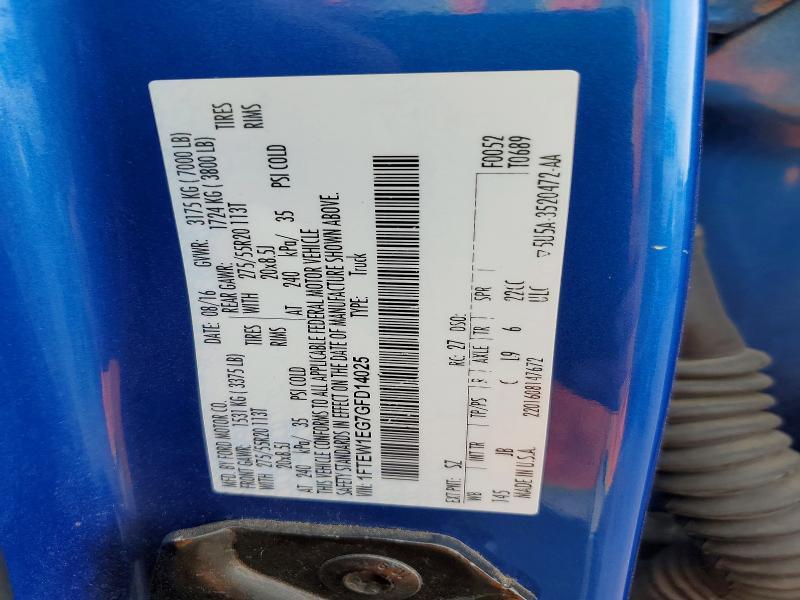 MFD. BY FORD MOTOR CO.
DATE: 08/16 GVWR: 3175 KG ( 7000 LB)
FRONT GAWR: 1531 KG ( 3375 LB) REAR GAWR: 1724 KG ( 3800 LB)
WITH 275/55R20 113T TIRES WITH 275/55R20 113T TIRES
20x8.5J RIMS 20x8.5J RIMS
AT 240 kPa/ 35 PSI COLD AT 240 kPa/ 35 PSI COLD
THIS VEHICLE CONFORMS TO ALL APPLICABLE FEDERAL MOTOR VEHICLE
SAFETY STANDARDS IN EFFECT ON THE DATE OF MANUFACTURE SHOWN ABOVE.
VIN: 1FTEW1EG7GFD14025 TYPE: Truck
F0052
T0689
EXT PNT: SZ RC: 27 DSO:
WB INT TR TP/PS R AXLE TR SPR
145 JB C L9 6 22CC
MADE IN U.S.A. ULC
2201608147672
▽5U5A-3520472-AA